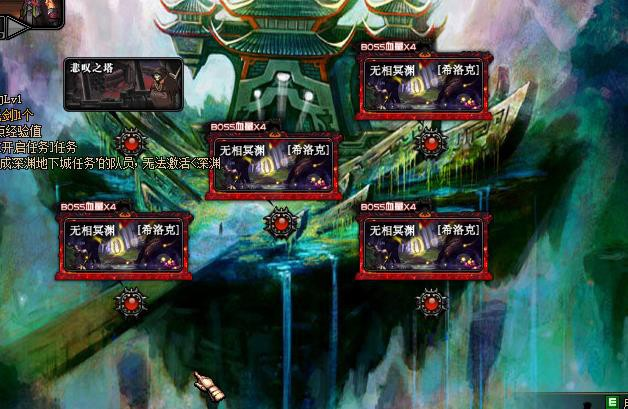 BOSS血量X4
无相冥渊 [希洛克]
悲叹之塔
Lv1
剑1个
经验值
开启任务]任务
成深渊地下城任务"的队员，无法激活<深渊
BOSS血量X4
无相冥渊 [希洛克]
BOSS血量X4
无相冥渊 [希洛克]
BOSS血量X4
无相冥渊 [希洛克]
E